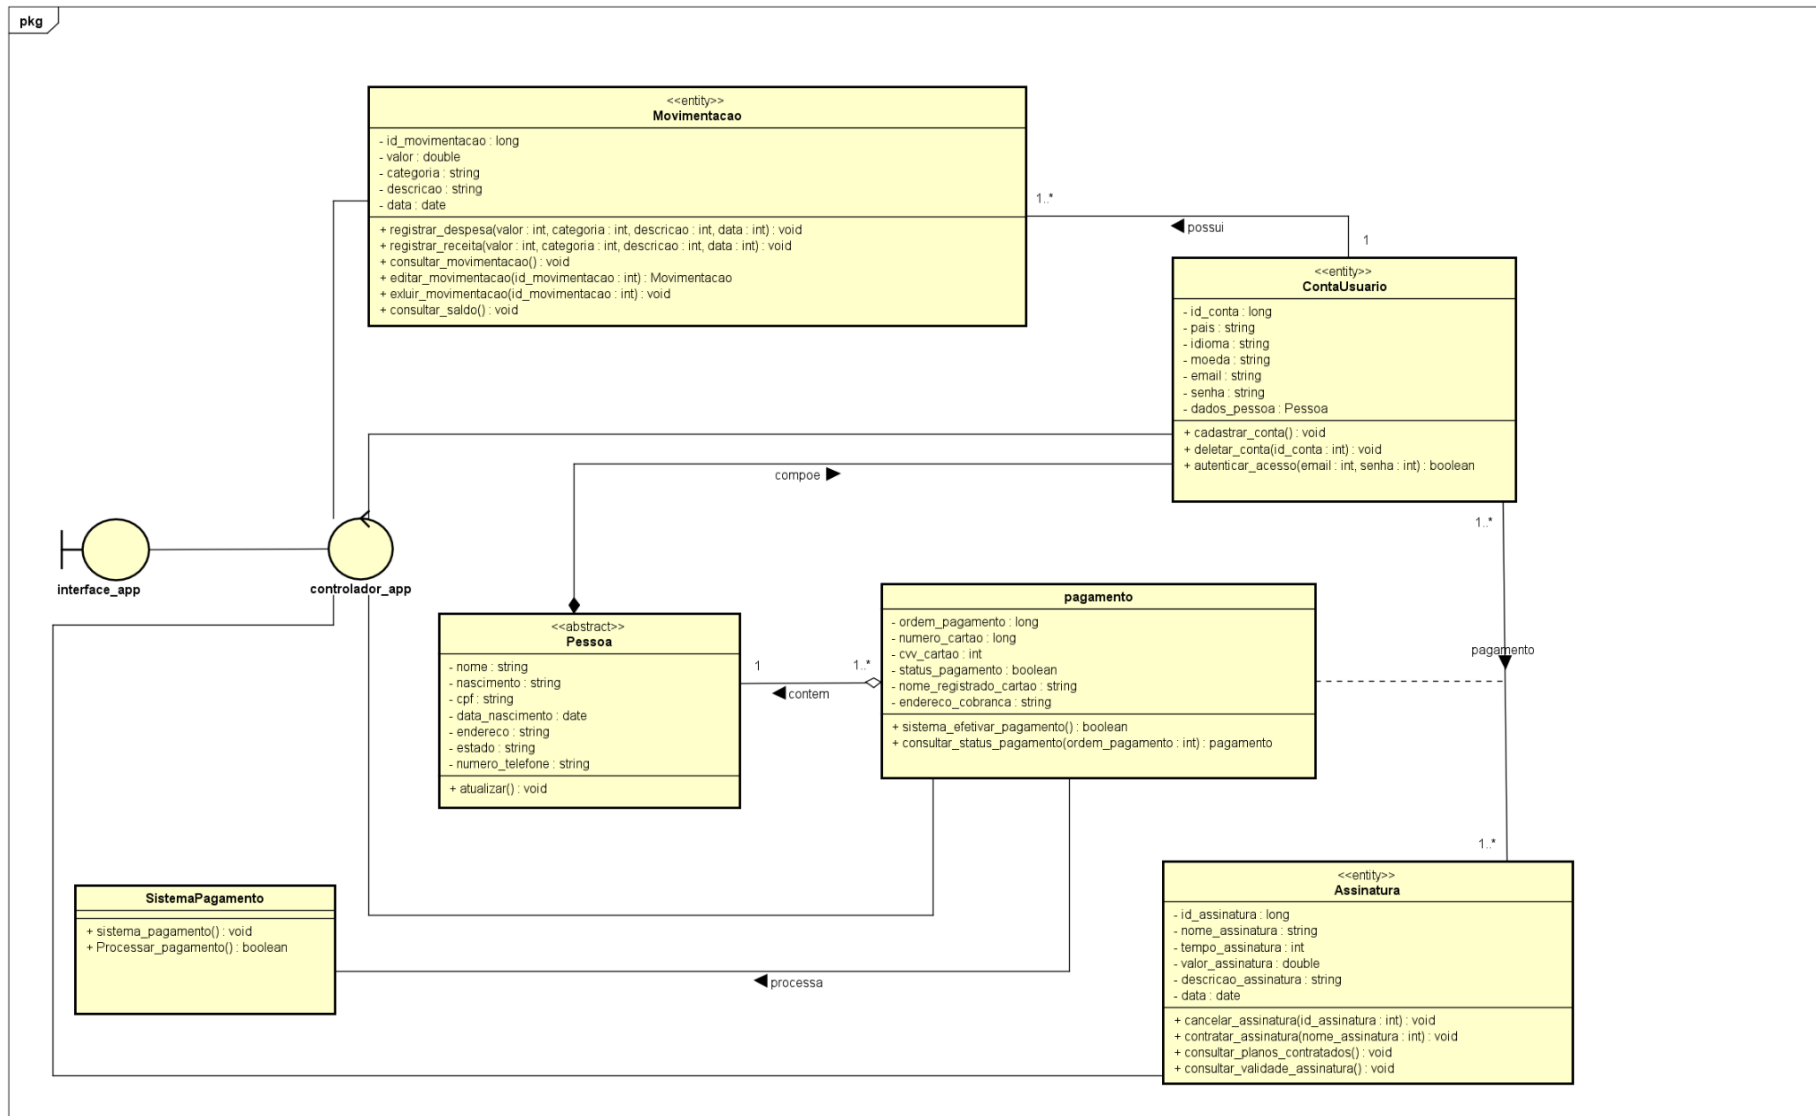 pkg
<<entity>>
Movimentacao
- id_movimentacao : long
- valor : double
- categoria : string
- descricao : string
- data : date
+ registrar_despesa(valor : int, categoria : int, descricao : int, data : int) : void
+ registrar_receita(valor : int, categoria : int, descricao : int, data : int) : void
+ consultar_movimentacao() : void
+ editar_movimentacao(id_movimentacao : int) : Movimentacao
+ exluir_movimentacao(id_movimentacao : int) : void
+ consultar_saldo() : void
1..*
possui
1
<<entity>>
ContaUsuario
- id_conta : long
- pais : string
- idioma : string
- moeda : string
- email : string
- senha : string
- dados_pessoa : Pessoa
+ cadastrar_conta() : void
+ deletar_conta(id_conta : int) : void
+ autenticar_acesso(email : int, senha : int) : boolean
compoe
1..*
interface_app
controlador_app
<<abstract>>
Pessoa
- nome : string
- nascimento : string
- cpf : string
- data_nascimento : date
- endereco : string
- estado : string
- numero_telefone : string
+ atualizar() : void
1
1..*
contem
pagamento
- ordem_pagamento : long
- numero_cartao : long
- cvv_cartao : int
- status_pagamento : boolean
- nome_registrado_cartao : string
- endereco_cobranca : string
+ sistema_efetivar_pagamento() : boolean
+ consultar_status_pagamento(ordem_pagamento : int) : pagamento
pagamento
1..*
SistemaPagamento
+ sistema_pagamento() : void
+ Processar_pagamento() : boolean
processa
<<entity>>
Assinatura
- id_assinatura : long
- nome_assinatura : string
- tempo_assinatura : int
- valor_assinatura : double
- descricao_assinatura : string
- data : date
+ cancelar_assinatura(id_assinatura : int) : void
+ contratar_assinatura(nome_assinatura : int) : void
+ consultar_planos_contratados() : void
+ consultar_validade_assinatura() : void